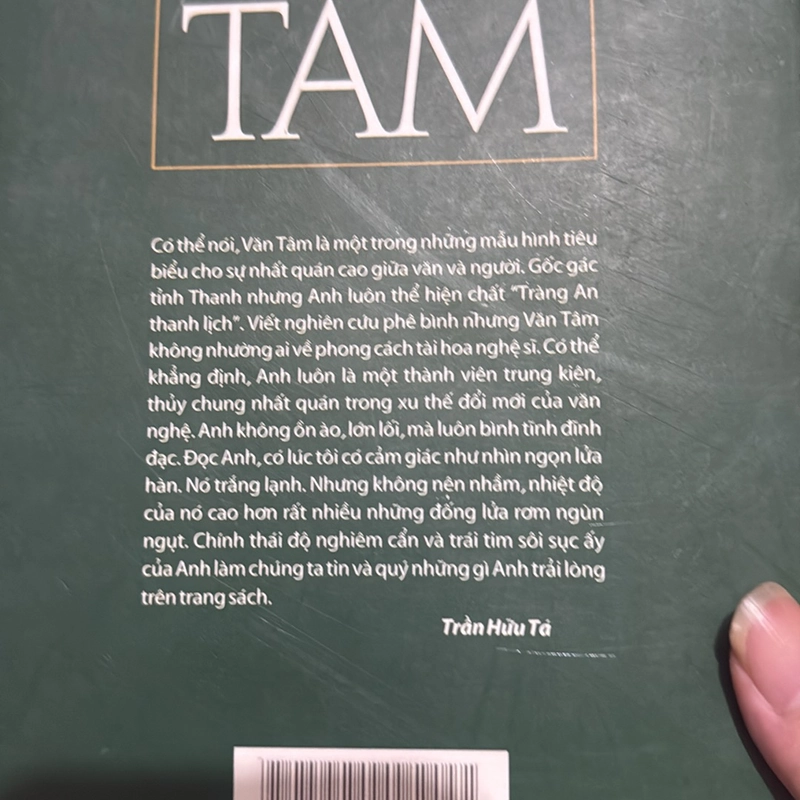 TAM
Có thể nói, Văn Tâm là một trong những mẫu hình tiêu
biểu cho sự nhất quán cao giữa văn và người. Gốc gác
tỉnh Thanh nhưng Anh luôn thể hiện chất "Tràng An
thanh lịch". Viết nghiên cứu phê bình nhưng Văn Tâm
không nhường ai về phong cách tài hoa nghệ sĩ. Có thể
khẳng định, Anh luôn là một thành viên trung kiên,
thủy chung nhất quán trong xu thế đổi mới của văn
nghệ. Anh không ồn ào, lớn lối, mà luôn bình tĩnh đĩnh
đạc. Đọc Anh, có lúc tôi có cảm giác như nhìn ngọn lửa
hàn. Nó trắng lạnh. Nhưng không nện nhầm, nhiệt độ
của nó cao hơn rất nhiều những đống lửa rơm ngùn
ngụt. Chính thái độ nghiêm cẩn và trái tim sôi sục ấy
của Anh làm chúng ta tin và quý những gì Anh trải lòng
trên trang sách.
Trần Hữu Tá